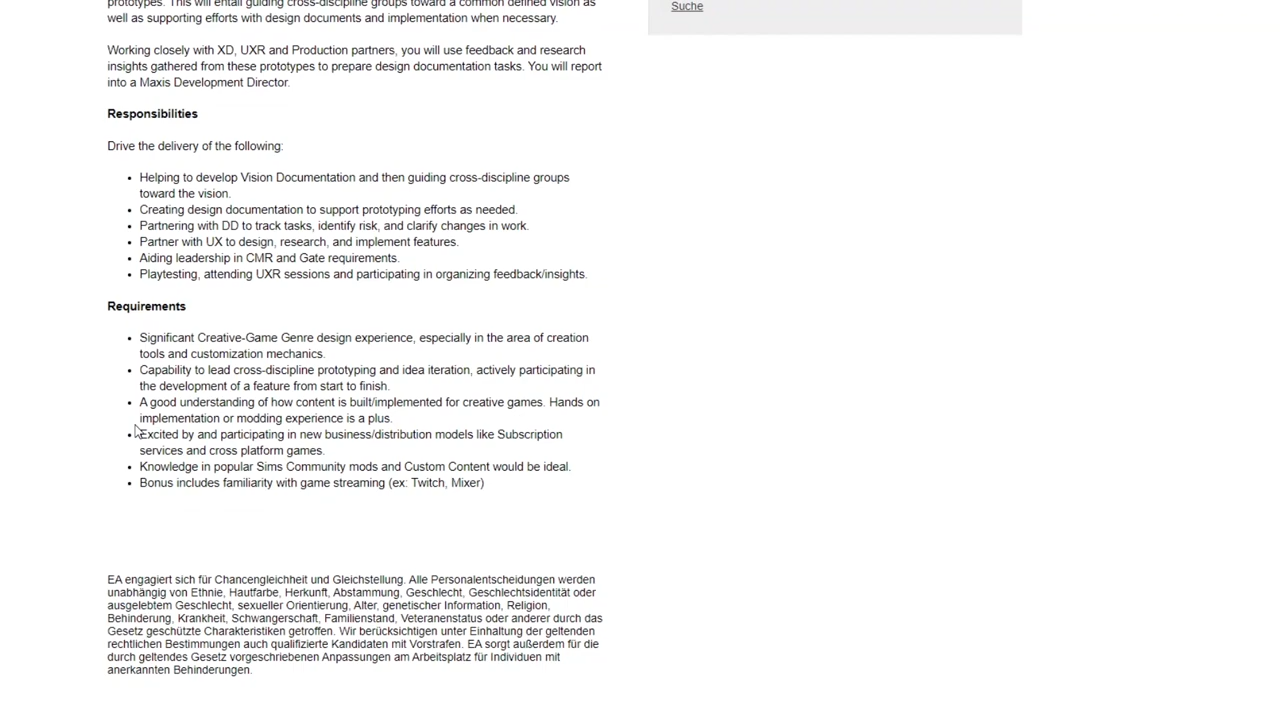 prototypes. This will entail guiding cross-discipline groups toward a common defined vision as
well as supporting efforts with design documents and implementation when necessary.
Suche
Working closely with XD, UXR and Production partners, you will use feedback and research
insights gathered from these prototypes to prepare design documentation tasks. You will report
into a Maxis Development Director.
Responsibilities
Drive the delivery of the following:
• Helping to develop Vision Documentation and then guiding cross-discipline groups
toward the vision.
• Creating design documentation to support prototyping efforts as needed.
• Partnering with DD to track tasks, identify risk, and clarify changes in work.
• Partner with UX to design, research, and implement features.
• Aiding leadership in CMR and Gate requirements.
• Playtesting, attending UXR sessions and participating in organizing feedback/insights.
Requirements
• Significant Creative-Game Genre design experience, especially in the area of creation
tools and customization mechanics.
• Capability to lead cross-discipline prototyping and idea iteration, actively participating in
the development of a feature from start to finish.
• A good understanding of how content is built/implemented for creative games. Hands on
implementation or modding experience is a plus.
• Excited by and participating in new business/distribution models like Subscription
services and cross platform games.
• Knowledge in popular Sims Community mods and Custom Content would be ideal.
• Bonus includes familiarity with game streaming (ex: Twitch, Mixer)
EA engagiert sich für Chancengleichheit und Gleichstellung. Alle Personalentscheidungen werden
unabhängig von Ethnie, Hautfarbe, Herkunft, Abstammung, Geschlecht, Geschlechtsidentität oder
ausgelebtem Geschlecht, sexueller Orientierung, Alter, genetischer Information, Religion,
Behinderung, Krankheit, Schwangerschaft, Familienstand, Veteranenstatus oder anderer durch das
Gesetz geschützte Charakteristiken getroffen. Wir berücksichtigen unter Einhaltung der geltenden
rechtlichen Bestimmungen auch qualifizierte Kandidaten mit Vorstrafen. EA sorgt außerdem für die
durch geltendes Gesetz vorgeschriebenen Anpassungen am Arbeitsplatz für Individuen mit
anerkannten Behinderungen.